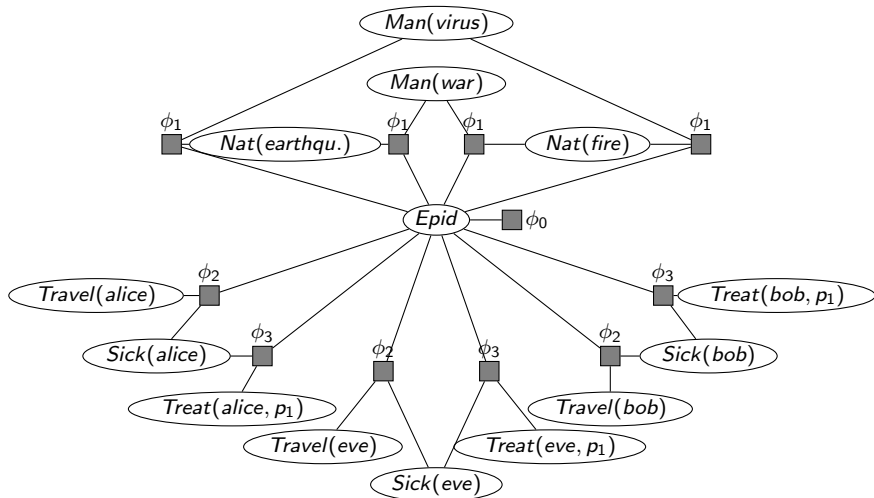 Man(virus)
Man(war)
ϕ1 ϕ1 ϕ1 ϕ1
Nat(earthqu.) Nat(fire)
Epid ϕ0
ϕ2 ϕ3
Travel(alice) Treat(bob, p1)
ϕ3 ϕ2 ϕ3 ϕ2
Sick(alice) Sick(bob)
Treat(alice, p1) Travel(bob)
Travel(eve) Treat(eve, p1)
Sick(eve)